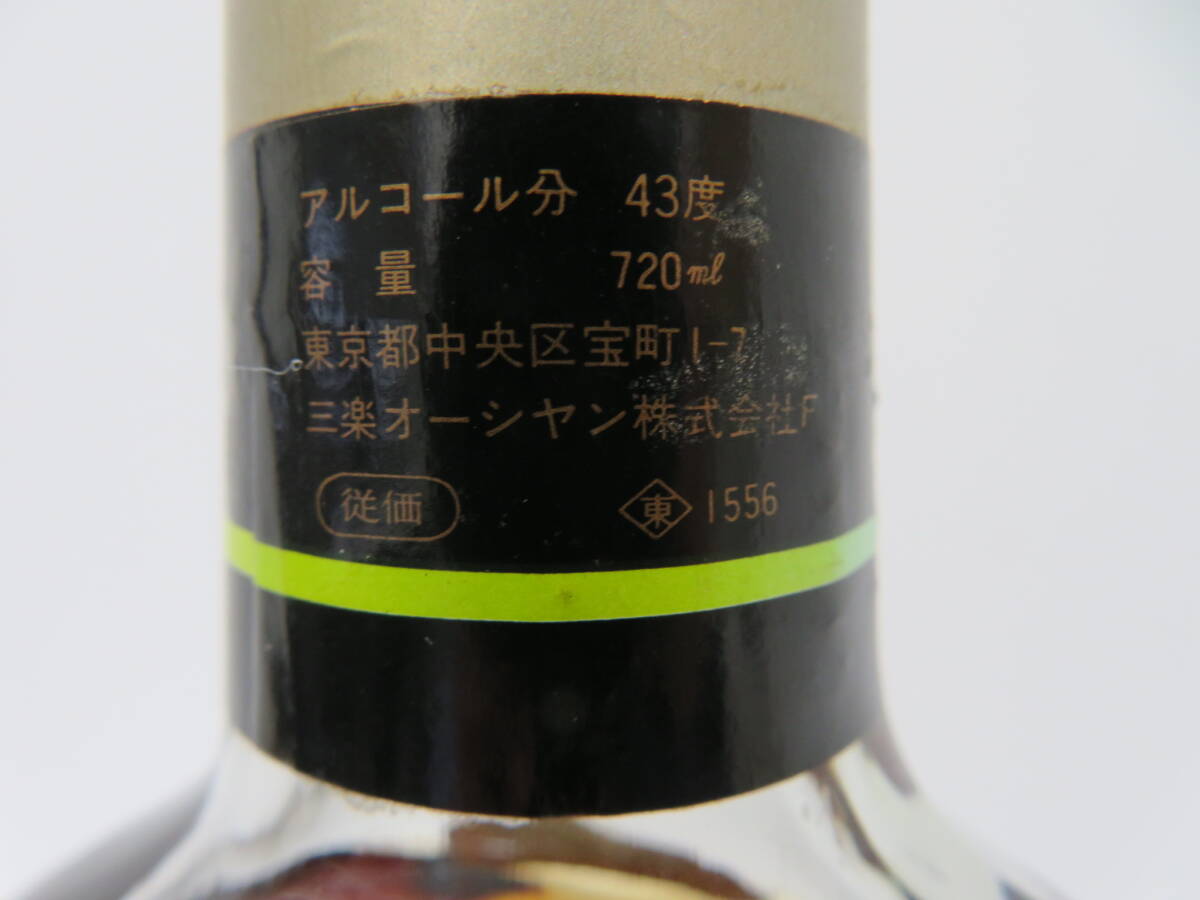 アルコール分 43度
容量 720ml
東京都中央区宝町1-7
三楽オーシヤン株式会社F
従価 東 1556